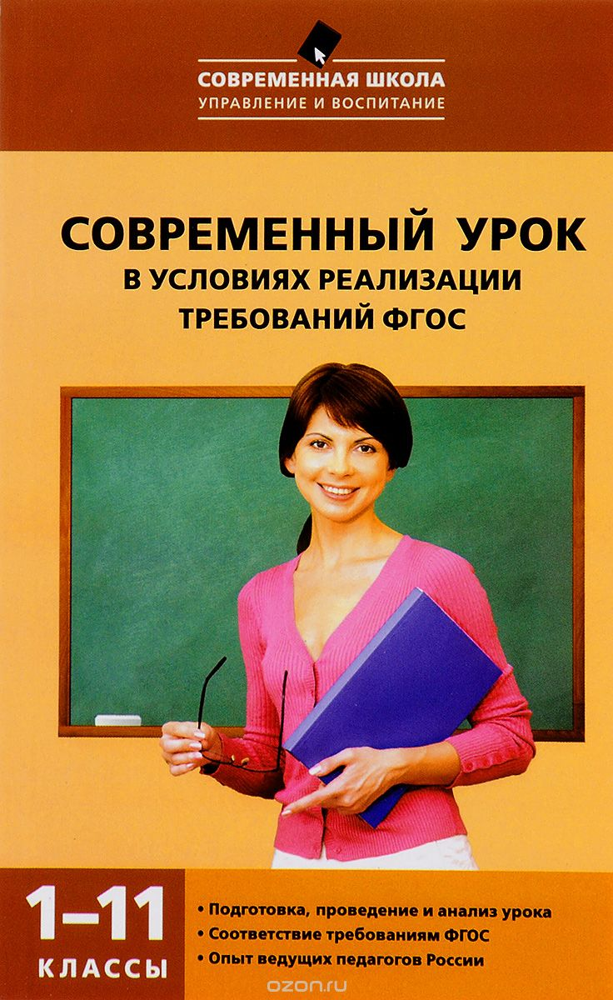 СОВРЕМЕННАЯ ШКОЛА
УПРАВЛЕНИЕ И ВОСПИТАНИЕ
СОВРЕМЕННЫЙ УРОК
В УСЛОВИЯХ РЕАЛИЗАЦИИ
ТРЕБОВАНИЙ ФГОС
1–11
КЛАССЫ
• Подготовка, проведение и анализ урока
• Соответствие требованиям ФГОС
• Опыт ведущих педагогов России
ozon.ru